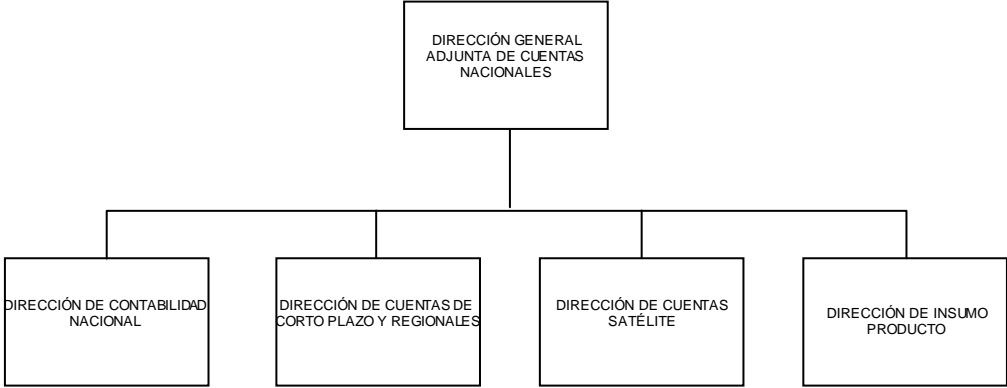 DIRECCIÓN GENERAL
ADJUNTA DE CUENTAS
NACIONALES
DIRECCIÓN DE CONTABILIDAD
NACIONAL
DIRECCIÓN DE CUENTAS DE
CORTO PLAZO Y REGIONALES
DIRECCIÓN DE CUENTAS
SATÉLITE
DIRECCIÓN DE INSUMO
PRODUCTO